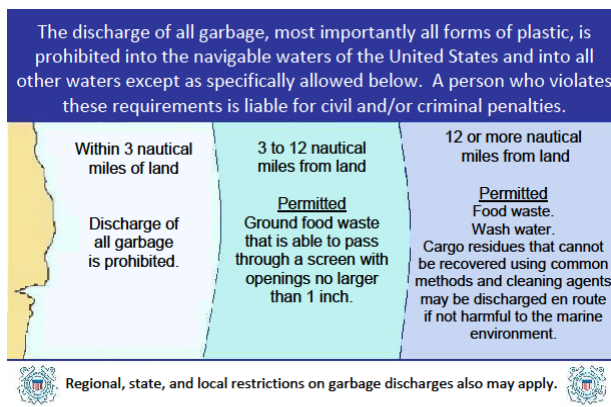 The discharge of all garbage, most importantly all forms of plastic, is
prohibited into the navigable waters of the United States and into all
other waters except as specifically allowed below.  A person who violates
these requirements is liable for civil and/or criminal penalties.
Within 3 nautical
miles of land
Discharge of
all garbage
is prohibited.
3 to 12 nautical
miles from land
Permitted
Ground food waste
that is able to pass
through a screen with
openings no larger
than 1 inch.
12 or more nautical
miles from land
Permitted
Food waste.
Wash water.
Cargo residues that cannot
be recovered using common
methods and cleaning agents
may be discharged en route
if not harmful to the marine
environment.
Regional, state, and local restrictions on garbage discharges also may apply.